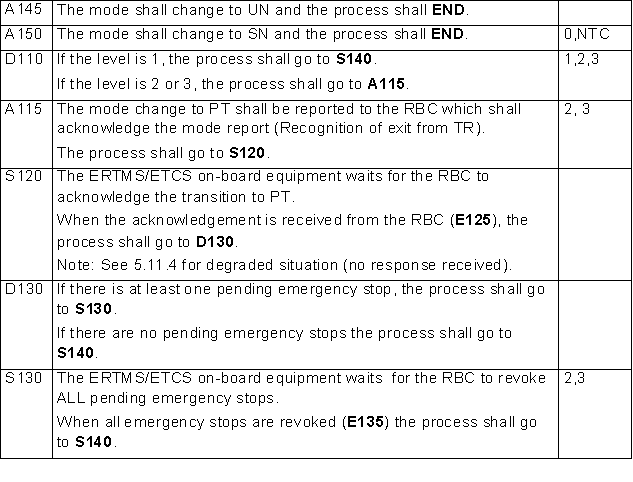 A145 The mode shall change to UN and the process shall END.
A150 The mode shall change to SN and the process shall END. 0,NTC
D110 If the level is 1, the process shall go to S140. 1,2,3
If the level is 2 or 3, the process shall go to A115.
A115 The mode change to PT shall be reported to the RBC which shall 2, 3
acknowledge the mode report (Recognition of exit from TR).
The process shall go to S120.
S120 The ERTMS/ETCS on-board equipment waits for the RBC to
acknowledge the transition to PT.
When the acknowledgement is received from the RBC (E125), the
process shall go to D130.
Note: See 5.11.4 for degraded situation (no response received).
D130 If there is at least one pending emergency stop, the process shall go
to S130.
If there are no pending emergency stops the process shall go to
S140.
S130 The ERTMS/ETCS on-board equipment waits for the RBC to revoke 2,3
ALL pending emergency stops.
When all emergency stops are revoked (E135) the process shall go
to S140.